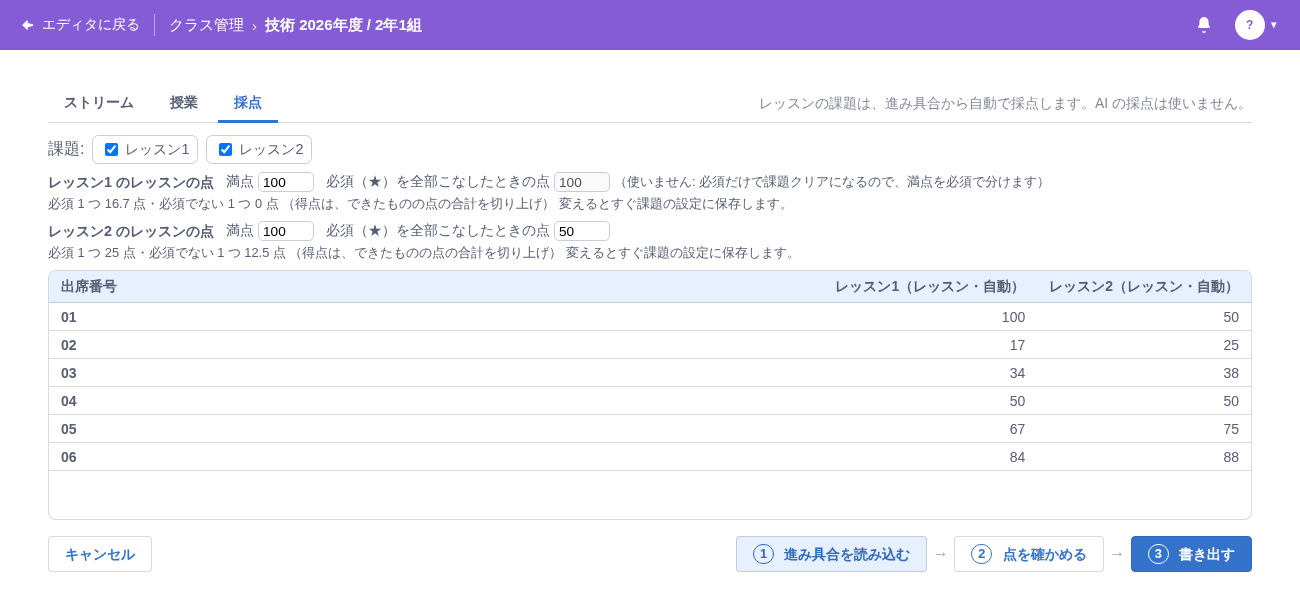 エディタに戻る クラス管理 › 技術 2026年度 / 2年1組 ? ▼
ストリーム 授業 採点 レッスンの課題は、進み具合から自動で採点します。AI の採点は使いません。
課題: レッスン1 レッスン2
レッスン1 のレッスンの点 満点 100 必須（★）を全部こなしたときの点 100 （使いません: 必須だけで課題クリアになるので、満点を必須で分けます）
必須 1 つ 16.7 点・必須でない 1 つ 0 点 （得点は、できたものの点の合計を切り上げ） 変えるとすぐ課題の設定に保存します。
レッスン2 のレッスンの点 満点 100 必須（★）を全部こなしたときの点 50
必須 1 つ 25 点・必須でない 1 つ 12.5 点 （得点は、できたものの点の合計を切り上げ） 変えるとすぐ課題の設定に保存します。
出席番号 レッスン1（レッスン・自動） レッスン2（レッスン・自動）
01 100 50
02 17 25
03 34 38
04 50 50
05 67 75
06 84 88
キャンセル 1 進み具合を読み込む → 2 点を確かめる → 3 書き出す